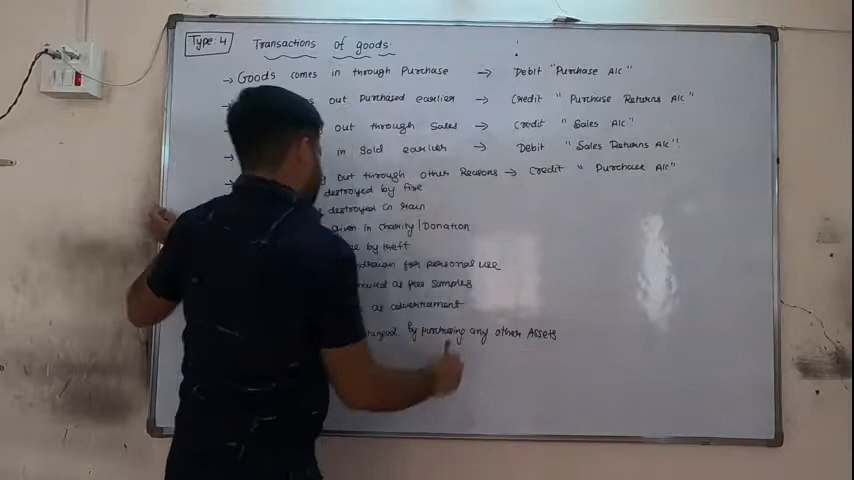 Type: 4
Transactions of goods
→ Goods comes in through Purchase → Debit "Purchase A/c"
out purchased earlier → Credit "Purchase Returns A/c"
out through Sales → Credit "Sales A/c"
in sold earlier → Debit "Sales Returns A/c"
out through other Reasons → Credit "Purchase A/c"
destroyed by fire
destroyed in rain
given in charity/Donation
by theft
for personal use
as free samples
as advertisment
by purchasing any other Assets